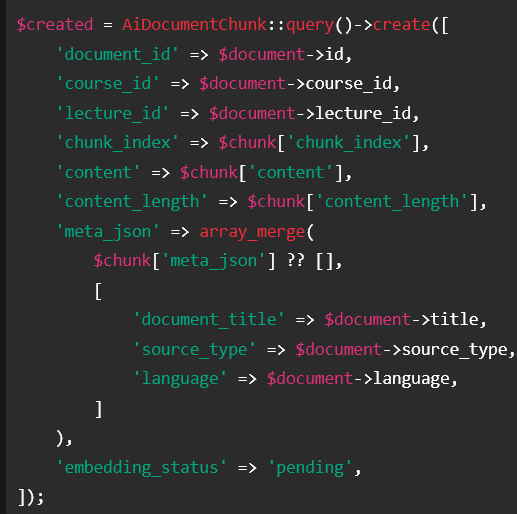 $created = AiDocumentChunk::query()->create([
    'document_id' => $document->id,
    'course_id' => $document->course_id,
    'lecture_id' => $document->lecture_id,
    'chunk_index' => $chunk['chunk_index'],
    'content' => $chunk['content'],
    'content_length' => $chunk['content_length'],
    'meta_json' => array_merge(
        $chunk['meta_json'] ?? [],
        [
            'document_title' => $document->title,
            'source_type' => $document->source_type,
            'language' => $document->language,
        ]
    ),
    'embedding_status' => 'pending',
]);